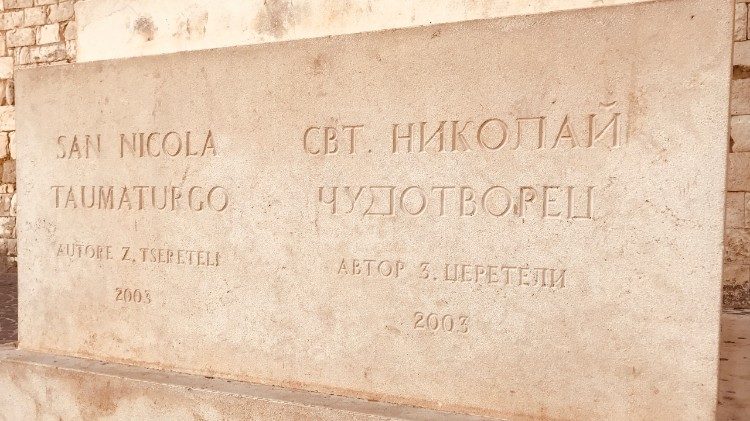 SAN NICOLA
TAUMATURGO
AUTORE Z. TSERETELI
2003
СВТ. НИКОЛАЙ
ЧУДОТВОРЕЦ
АВТОР З. ЦЕРЕТЕЛИ
2003